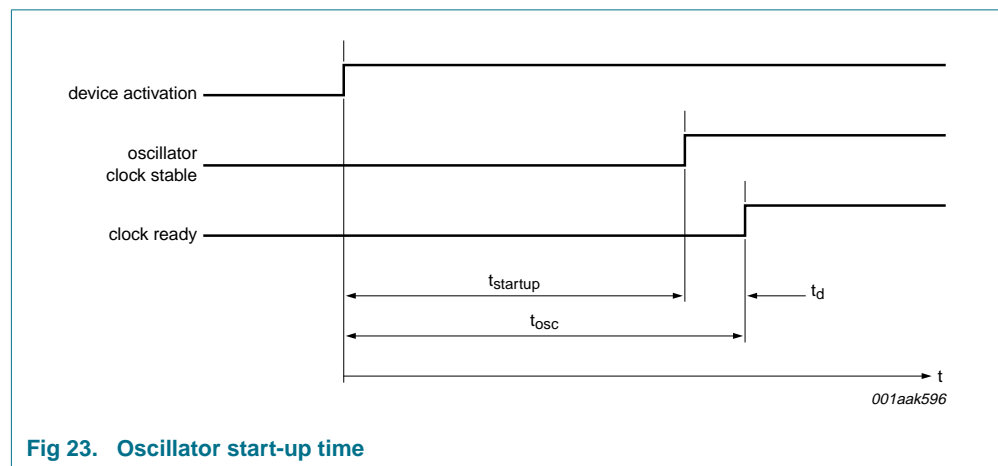 device activation
oscillator
clock stable
clock ready
tstartup
td
tosc
t
001aak596
Fig 23. Oscillator start-up time